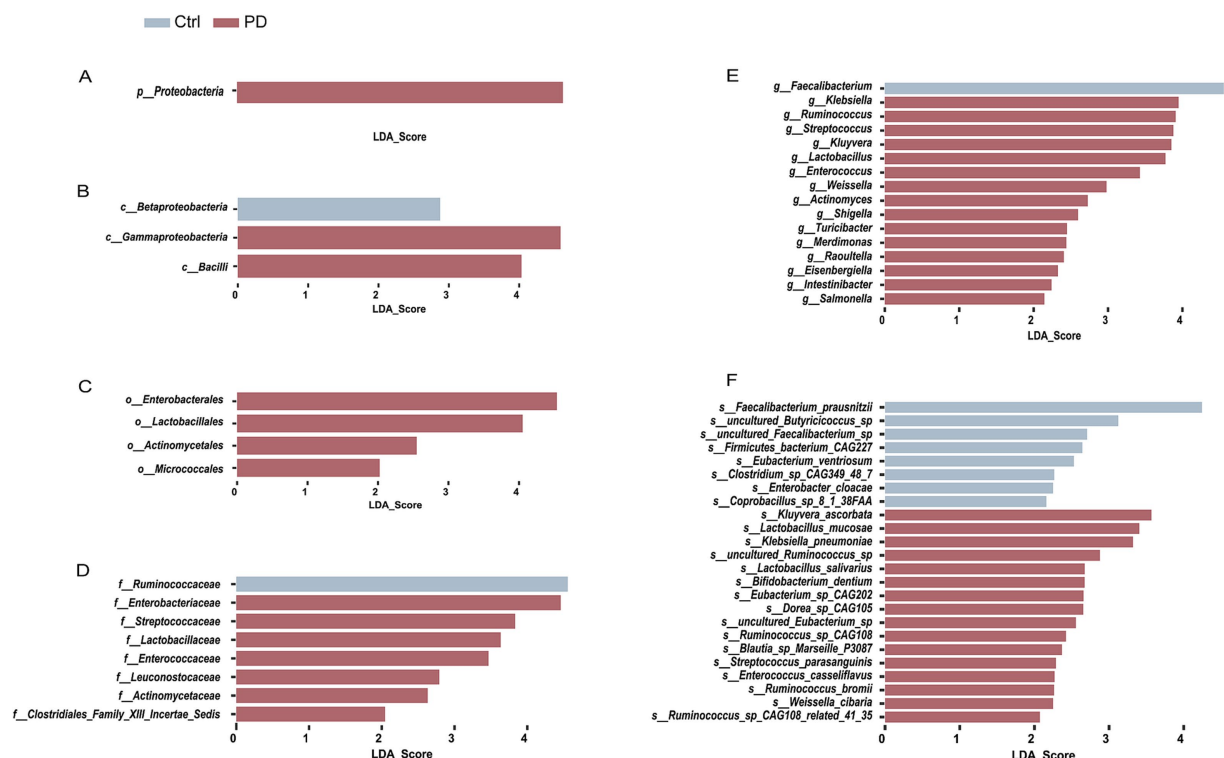 Ctrl PD
A
p__Proteobacteria
LDA_Score
B
c__Betaproteobacteria
c__Gammaproteobacteria
c__Bacilli
0 1 2 3 4
LDA_Score
C
o__Enterobacterales
o__Lactobacillales
o__Actinomycetales
o__Micrococcales
0 1 2 3 4
LDA_Score
D
f__Ruminococcaceae
f__Enterobacteriaceae
f__Streptococcaceae
f__Lactobacillaceae
f__Enterococcaceae
f__Leuconostocaceae
f__Actinomycetaceae
f__Clostridiales_Family_XIII_Incertae_Sedis
0 1 2 3 4
LDA_Score
E
g__Faecalibacterium
g__Klebsiella
g__Ruminococcus
g__Streptococcus
g__Kluyvera
g__Lactobacillus
g__Enterococcus
g__Weissella
g__Actinomyces
g__Shigella
g__Turicibacter
g__Merdimonas
g__Raoultella
g__Eisenbergiella
g__Intestinibacter
g__Salmonella
0 1 2 3 4
LDA_Score
F
s__Faecalibacterium_prausnitzii
s__uncultured_Butyricicoccus_sp
s__uncultured_Faecalibacterium_sp
s__Firmicutes_bacterium_CAG227
s__Eubacterium_ventriosum
s__Clostridium_sp_CAG349_48_7
s__Enterobacter_cloacae
s__Coprobacillus_sp_8_1_38FAA
s__Kluyvera_ascorbata
s__Lactobacillus_mucosae
s__Klebsiella_pneumoniae
s__uncultured_Ruminococcus_sp
s__Lactobacillus_salivarius
s__Bifidobacterium_dentium
s__Eubacterium_sp_CAG202
s__Dorea_sp_CAG105
s__uncultured_Eubacterium_sp
s__Ruminococcus_sp_CAG108
s__Blautia_sp_Marseille_P3087
s__Streptococcus_parasanguinis
s__Enterococcus_casseliflavus
s__Ruminococcus_bromii
s__Weissella_cibaria
s__Ruminococcus_sp_CAG108_related_41_35
0 1 2 3 4
LDA_Score